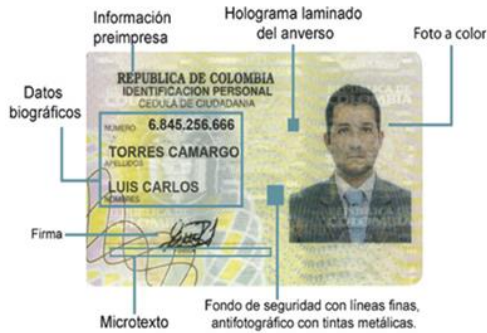 Información
preimpresa
Holograma laminado
del anverso
Foto a color
Datos
biográficos
REPUBLICA DE COLOMBIA
IDENTIFICACION PERSONAL
CEDULA DE CIUDADANIA
NUMERO 6.845.256.666
TORRES CAMARGO
APELLIDOS
LUIS CARLOS
NOMBRES
Firma
Microtexto
Fondo de seguridad con líneas finas,
antifotográfico con tintas metálicas.